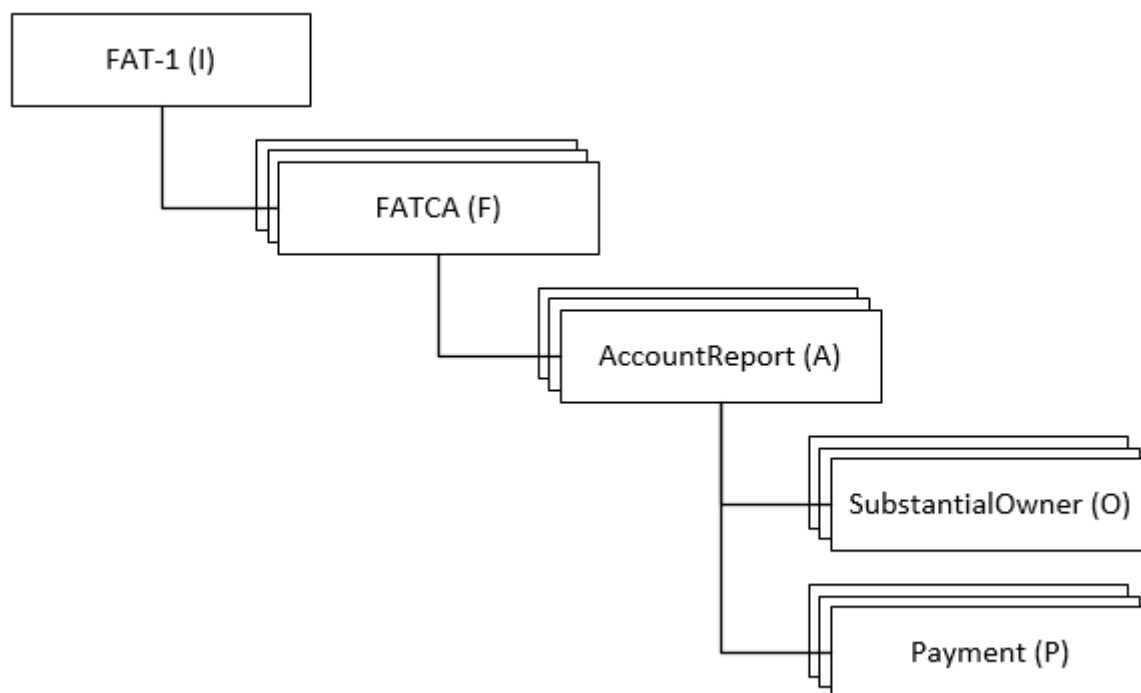 FAT-1 (I)
FATCA (F)
AccountReport (A)
SubstantialOwner (O)
Payment (P)